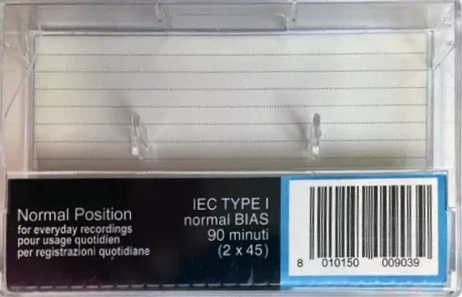 Normal Position
for everyday recordings
pour usage quotidien
per registrazioni quotidiane
IEC TYPE I
normal BIAS
90 minuti
(2 x 45)
8 010150 009039